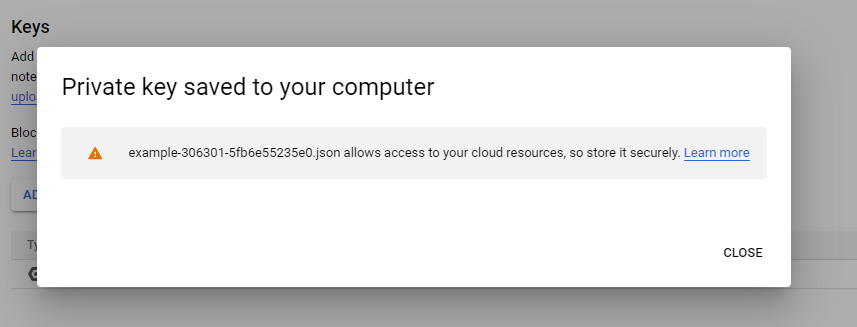 Keys
Add
note
uploa
Bloc
Lear
AD
Ty
Private key saved to your computer
example-306301-5fb6e55235e0.json allows access to your cloud resources, so store it securely. Learn more
CLOSE